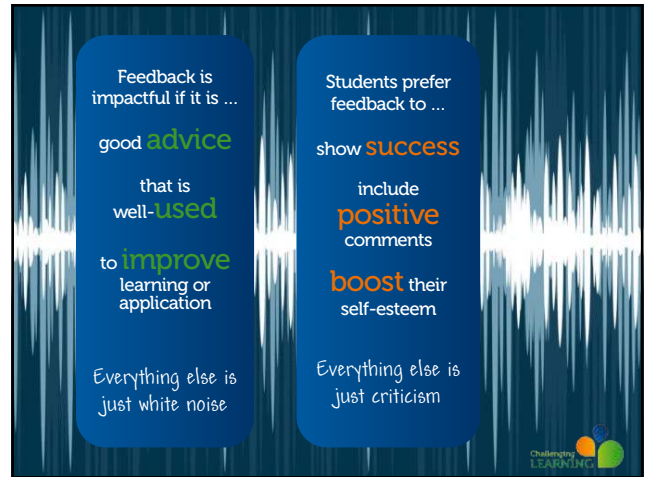 Feedback is
impactful if it is ...
good advice
that is
well-used
to improve
learning or
application
Everything else is
just white noise
Students prefer
feedback to ...
show success
include
positive
comments
boost their
self-esteem
Everything else is
just criticism
Challenging
LEARNING